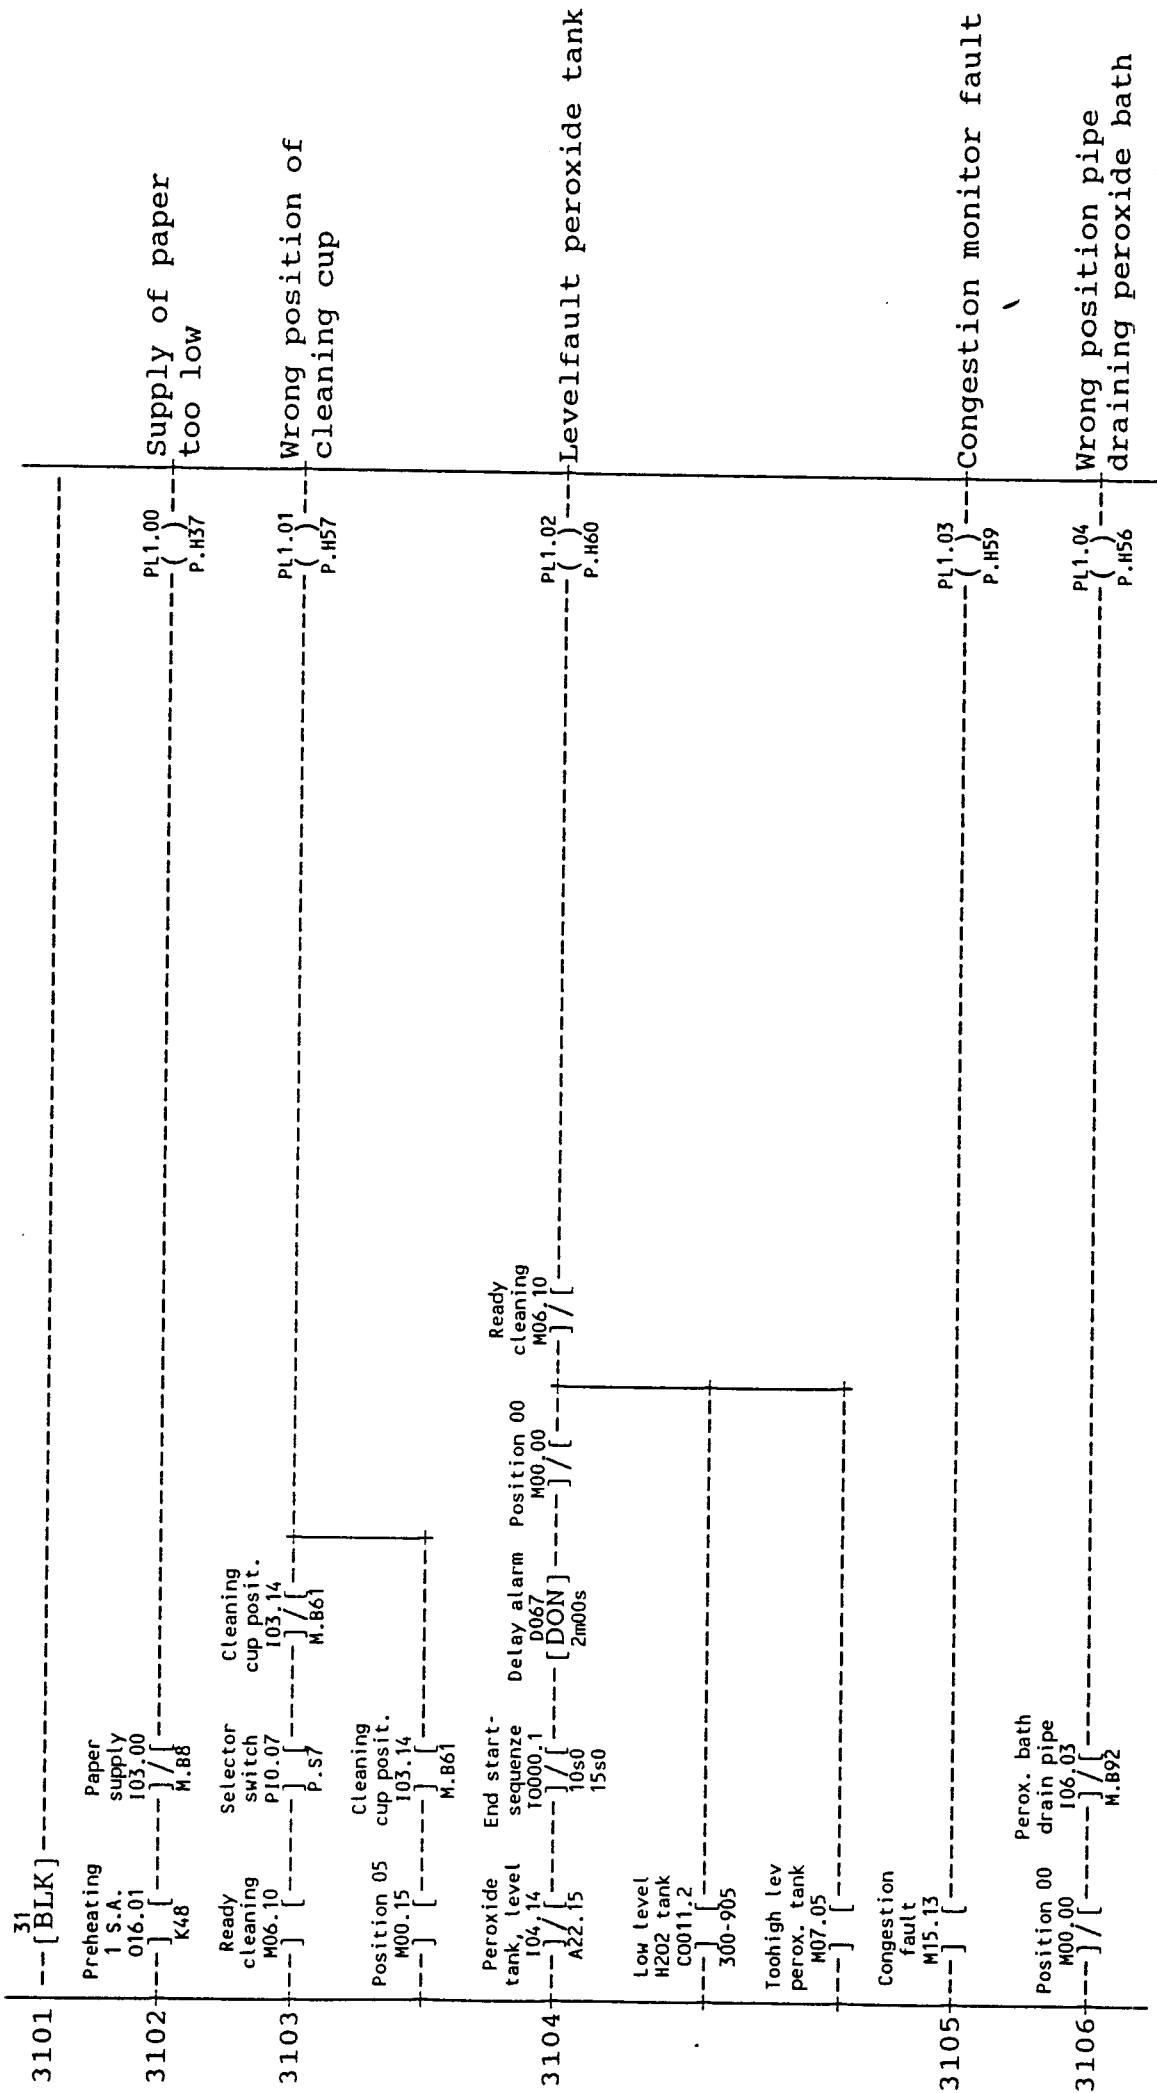 31
3101 --[BLK]
Preheating
1 S.A.
O16.01
3102 --] [
K48
Paper
supply
I03.00
]/[
M.B8
PL1.00
( )
P.H37
Supply of paper
too low
Ready
cleaning
M06.10
3103 --] [
Selector
switch
PI0.07
] [
P.S7
Cleaning
cup posit.
I03.14
]/[
M.B61
PL1.01
( )
P.H57
Wrong position of
cleaning cup
Position 05
M00.15
] [
Cleaning
cup posit.
I03.14
] [
M.B61
Peroxide
tank, level
I04.14
3104 --]/[
A22.15
End start-
sequenze
T0000.1
]/[
10s0
15s0
Delay alarm
D067
[DON]
2m00s
Position 00
M00.00
]/[
Ready
cleaning
M06.10
]/[
PL1.02
( )
P.H60
Levelfault peroxide tank
Low level
H2O2 tank
C0011.2
] [
300-905
Toohigh lev
perox. tank
M07.05
] [
Congestion
fault
M15.13
3105 --] [
PL1.03
( )
P.H59
Congestion monitor fault
Position 00
M00.00
3106 --]/[
Perox. bath
drain pipe
I06.03
]/[
M.B92
PL1.04
( )
P.H56
Wrong position pipe
draining peroxide bath